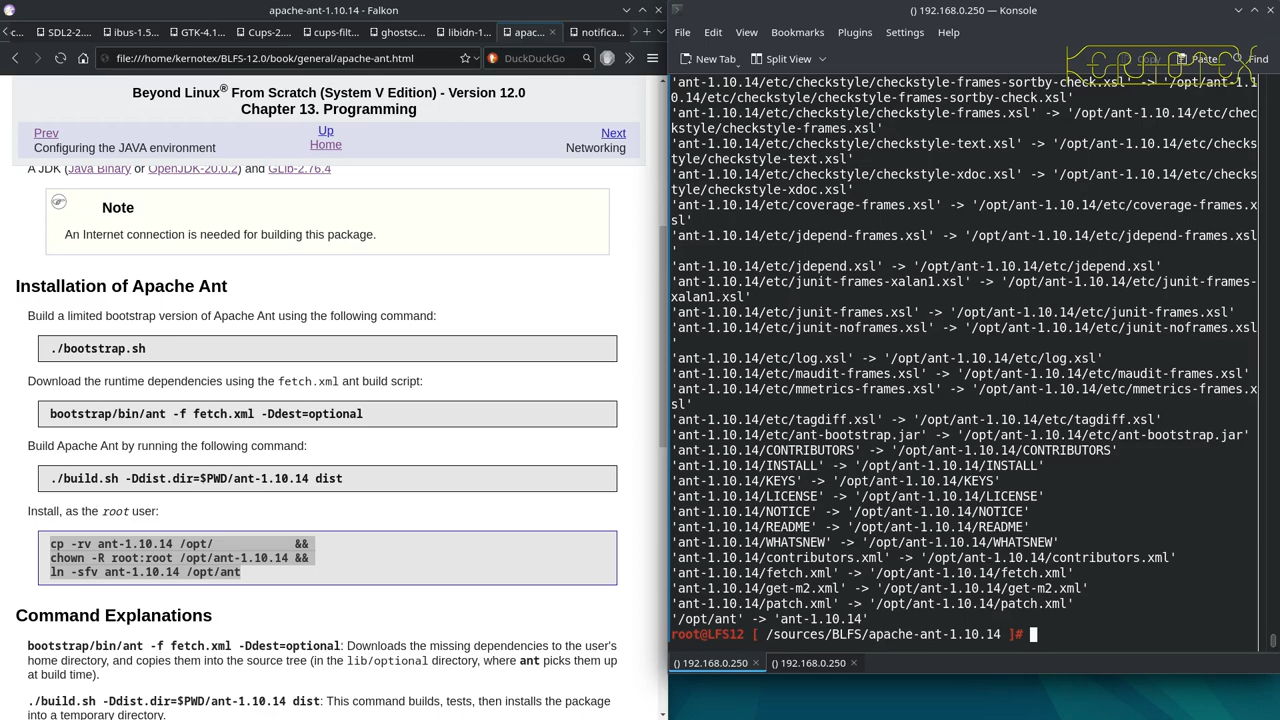 apache-ant-1.10.14 - Falkon
c...
SDL2-2....
ibus-1.5...
GTK-4.1...
Cups-2....
cups-filt...
ghostsc...
libidn-1...
apac...
notifica...
file:///home/kernotex/BLFS-12.0/book/general/apache-ant.html
DuckDuckGo
Beyond Linux® From Scratch (System V Edition) - Version 12.0
Chapter 13. Programming
Prev
Up
Next
Configuring the JAVA environment
Home
Networking
A JDK (Java Binary or OpenJDK-20.0.2) and GLib-2.76.4
Note
An Internet connection is needed for building this package.
Installation of Apache Ant
Build a limited bootstrap version of Apache Ant using the following command:
./bootstrap.sh
Download the runtime dependencies using the fetch.xml ant build script:
bootstrap/bin/ant -f fetch.xml -Ddest=optional
Build Apache Ant by running the following command:
./build.sh -Ddist.dir=$PWD/ant-1.10.14 dist
Install, as the root user:
cp -rv ant-1.10.14 /opt/ &&
chown -R root:root /opt/ant-1.10.14 &&
ln -sfv ant-1.10.14 /opt/ant
Command Explanations
bootstrap/bin/ant -f fetch.xml -Ddest=optional: Downloads the missing dependencies to the user's
home directory, and copies them into the source tree (in the lib/optional directory, where ant picks them up
at build time).
./build.sh -Ddist.dir=$PWD/ant-1.10.14 dist: This command builds, tests, then installs the package
into a temporary directory.
() 192.168.0.250 — Konsole
File Edit View Bookmarks Plugins Settings Help
New Tab
Split View
Copy
Paste
Find
KERNOTEX
'ant-1.10.14/etc/checkstyle/checkstyle-frames-sortby-check.xsl' -> '/opt/ant-1.1
0.14/etc/checkstyle/checkstyle-frames-sortby-check.xsl'
'ant-1.10.14/etc/checkstyle/checkstyle-frames.xsl' -> '/opt/ant-1.10.14/etc/chec
kstyle/checkstyle-frames.xsl'
'ant-1.10.14/etc/checkstyle/checkstyle-text.xsl' -> '/opt/ant-1.10.14/etc/checks
tyle/checkstyle-text.xsl'
'ant-1.10.14/etc/checkstyle/checkstyle-xdoc.xsl' -> '/opt/ant-1.10.14/etc/checks
tyle/checkstyle-xdoc.xsl'
'ant-1.10.14/etc/coverage-frames.xsl' -> '/opt/ant-1.10.14/etc/coverage-frames.x
sl'
'ant-1.10.14/etc/jdepend-frames.xsl' -> '/opt/ant-1.10.14/etc/jdepend-frames.xsl
'
'ant-1.10.14/etc/jdepend.xsl' -> '/opt/ant-1.10.14/etc/jdepend.xsl'
'ant-1.10.14/etc/junit-frames-xalan1.xsl' -> '/opt/ant-1.10.14/etc/junit-frames-
xalan1.xsl'
'ant-1.10.14/etc/junit-frames.xsl' -> '/opt/ant-1.10.14/etc/junit-frames.xsl'
'ant-1.10.14/etc/junit-noframes.xsl' -> '/opt/ant-1.10.14/etc/junit-noframes.xsl
'
'ant-1.10.14/etc/log.xsl' -> '/opt/ant-1.10.14/etc/log.xsl'
'ant-1.10.14/etc/maudit-frames.xsl' -> '/opt/ant-1.10.14/etc/maudit-frames.xsl'
'ant-1.10.14/etc/mmetrics-frames.xsl' -> '/opt/ant-1.10.14/etc/mmetrics-frames.x
sl'
'ant-1.10.14/etc/tagdiff.xsl' -> '/opt/ant-1.10.14/etc/tagdiff.xsl'
'ant-1.10.14/etc/ant-bootstrap.jar' -> '/opt/ant-1.10.14/etc/ant-bootstrap.jar'
'ant-1.10.14/CONTRIBUTORS' -> '/opt/ant-1.10.14/CONTRIBUTORS'
'ant-1.10.14/INSTALL' -> '/opt/ant-1.10.14/INSTALL'
'ant-1.10.14/KEYS' -> '/opt/ant-1.10.14/KEYS'
'ant-1.10.14/LICENSE' -> '/opt/ant-1.10.14/LICENSE'
'ant-1.10.14/NOTICE' -> '/opt/ant-1.10.14/NOTICE'
'ant-1.10.14/README' -> '/opt/ant-1.10.14/README'
'ant-1.10.14/WHATSNEW' -> '/opt/ant-1.10.14/WHATSNEW'
'ant-1.10.14/contributors.xml' -> '/opt/ant-1.10.14/contributors.xml'
'ant-1.10.14/fetch.xml' -> '/opt/ant-1.10.14/fetch.xml'
'ant-1.10.14/get-m2.xml' -> '/opt/ant-1.10.14/get-m2.xml'
'ant-1.10.14/patch.xml' -> '/opt/ant-1.10.14/patch.xml'
'/opt/ant' -> 'ant-1.10.14'
root@LFS12 [ /sources/BLFS/apache-ant-1.10.14 ]#
() 192.168.0.250
() 192.168.0.250